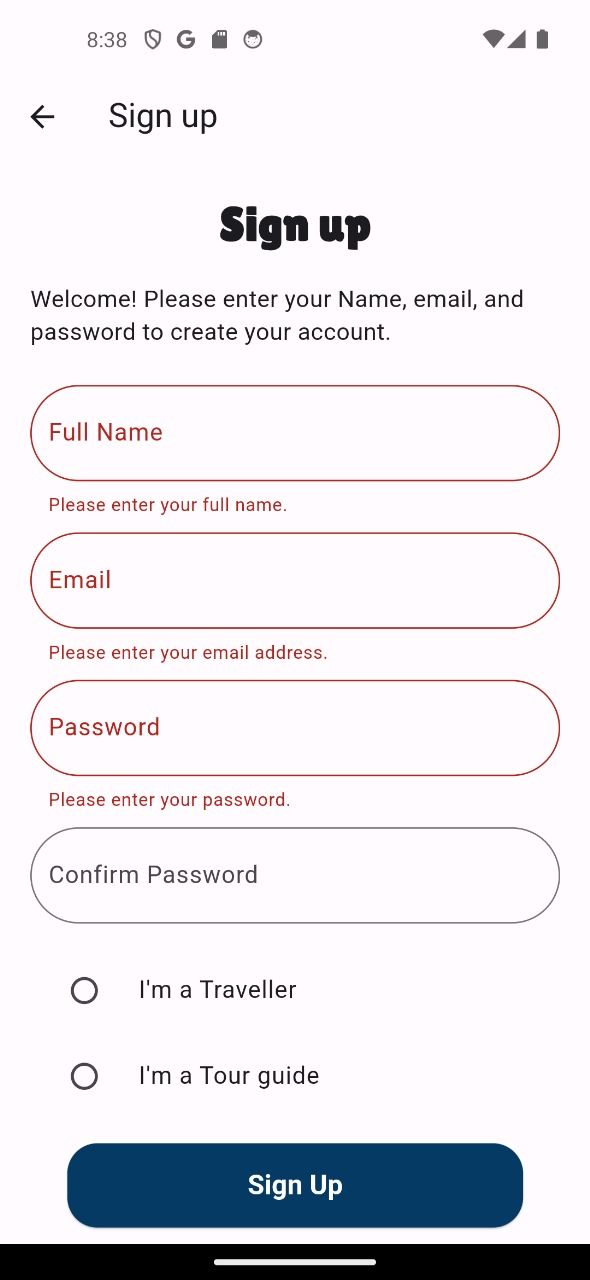 8:38
Sign up
Sign up
Welcome! Please enter your Name, email, and
password to create your account.
Full Name
Please enter your full name.
Email
Please enter your email address.
Password
Please enter your password.
Confirm Password
I'm a Traveller
I'm a Tour guide
Sign Up